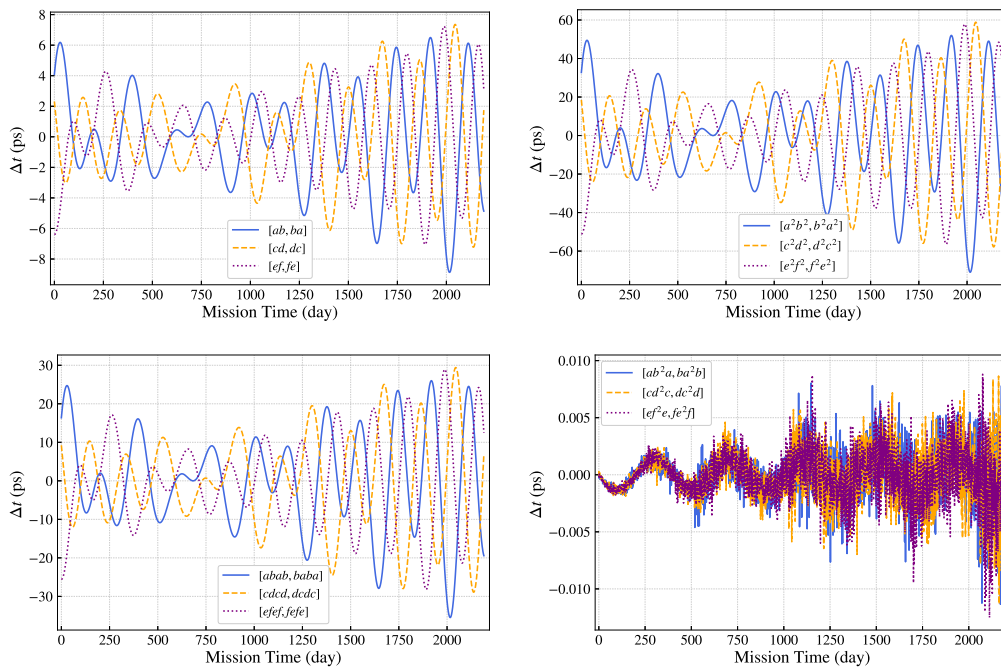 8
6
4
2
0
−2
−4
−6
−8
Δt (ps)
[ab, ba]
[cd, dc]
[ef, fe]
0 250 500 750 1000 1250 1500 1750 2000
Mission Time (day)
60
40
20
0
−20
−40
−60
Δt (ps)
[a²b², b²a²]
[c²d², d²c²]
[e²f², f²e²]
0 250 500 750 1000 1250 1500 1750 2000
Mission Time (day)
30
20
10
0
−10
−20
−30
Δt (ps)
[abab, baba]
[cdcd, dcdc]
[efef, fefe]
0 250 500 750 1000 1250 1500 1750 2000
Mission Time (day)
0.010
0.005
0.000
−0.005
−0.010
Δt (ps)
[ab²a, ba²b]
[cd²c, dc²d]
[ef²e, fe²f]
0 250 500 750 1000 1250 1500 1750 2000
Mission Time (day)